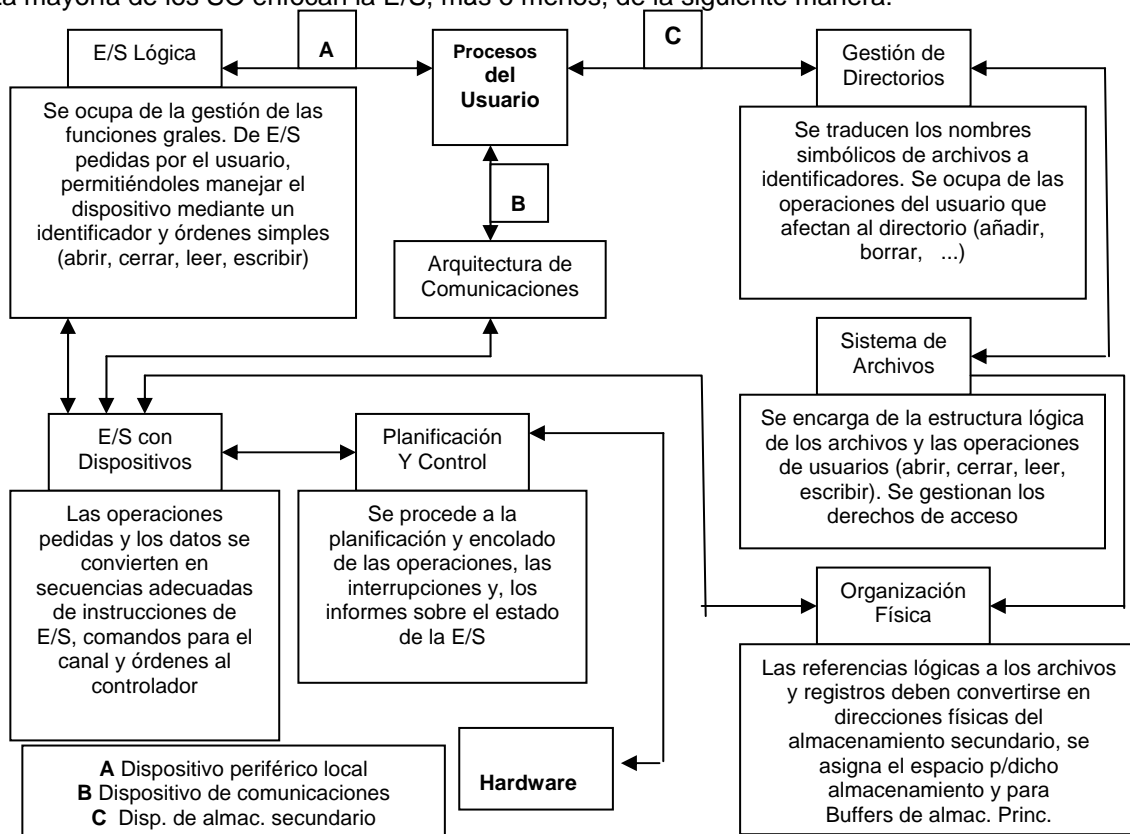 La mayoría de los SO enfocan la E/S, más o menos, de la siguiente manera:
E/S Lógica
A
Procesos
del
Usuario
C
Gestión de
Directorios
Se ocupa de la gestión de las
funciones grales. De E/S
pedidas por el usuario,
permitiéndoles manejar el
dispositivo mediante un
identificador y órdenes simples
(abrir, cerrar, leer, escribir)
B
Arquitectura de
Comunicaciones
Se traducen los nombres
simbólicos de archivos a
identificadores. Se ocupa de las
operaciones del usuario que
afectan al directorio (añadir,
borrar, ...)
Sistema de
Archivos
Se encarga de la estructura lógica
de los archivos y las operaciones
de usuarios (abrir, cerrar, leer,
escribir). Se gestionan los
derechos de acceso
E/S con
Dispositivos
Planificación
Y Control
Las operaciones
pedidas y los datos se
convierten en
secuencias adecuadas
de instrucciones de
E/S, comandos para el
canal y órdenes al
controlador
Se procede a la
planificación y encolado
de las operaciones, las
interrupciones y, los
informes sobre el estado
de la E/S
Organización
Física
Las referencias lógicas a los archivos
y registros deben convertirse en
direcciones físicas del
almacenamiento secundario, se
asigna el espacio p/dicho
almacenamiento y para
Buffers de almac. Princ.
Hardware
A Dispositivo periférico local
B Dispositivo de comunicaciones
C Disp. de almac. secundario